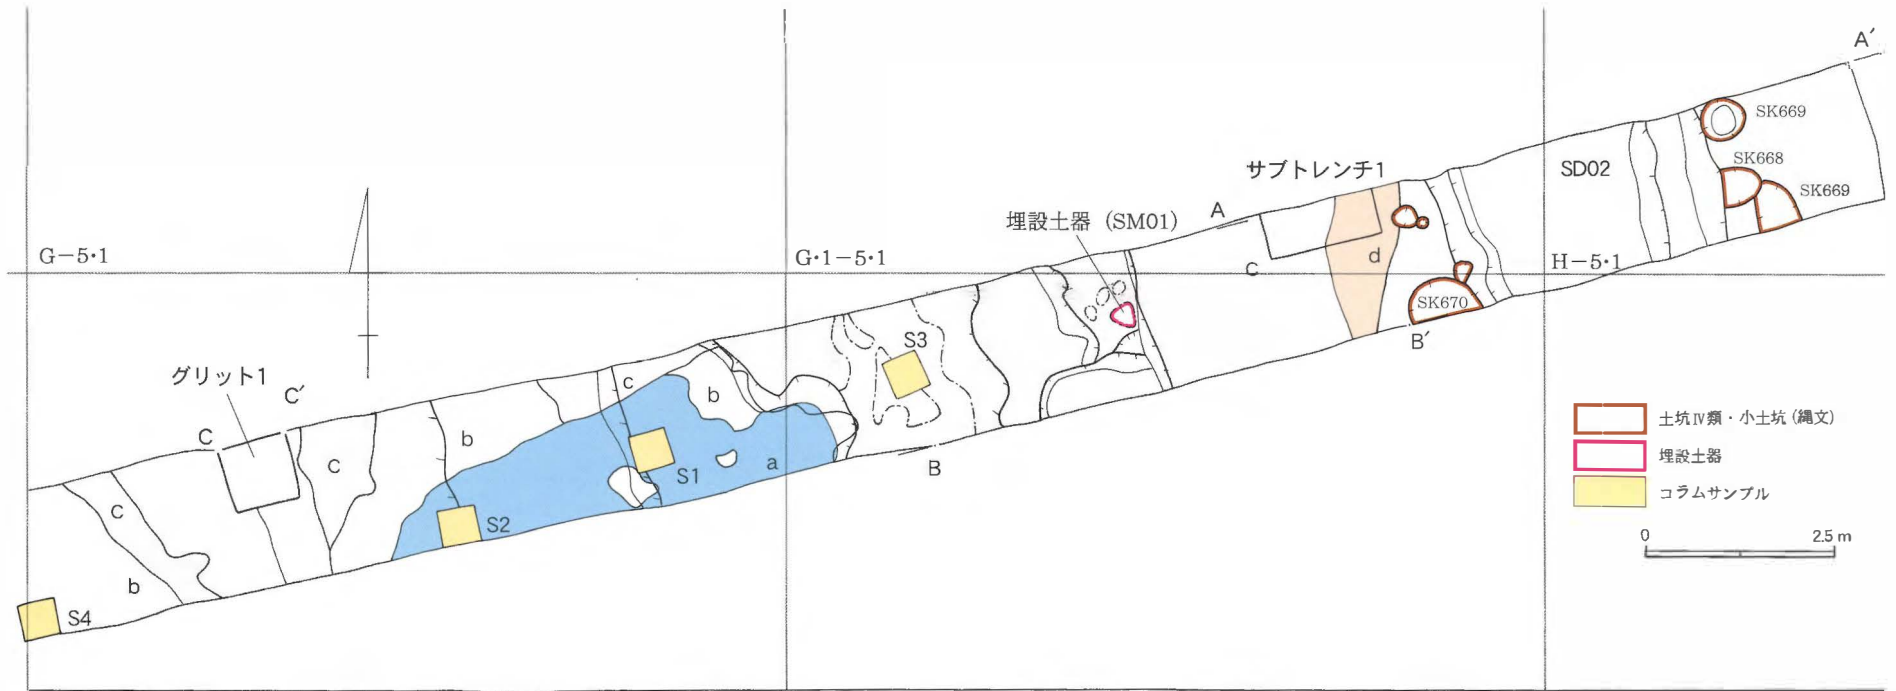 A′
SK669
サブトレンチ1
SK668
SD02
SK669
埋設土器 (SM01)
A
G−5・1
G・1−5・1
C
d
H−5・1
SK670
B′
S3
グリット1
C′
c
b
C
b
c
B
S1
a
S2
c
b
S4
土坑Ⅳ類・小土坑 (縄文)
埋設土器
コラムサンプル
0
2.5 m